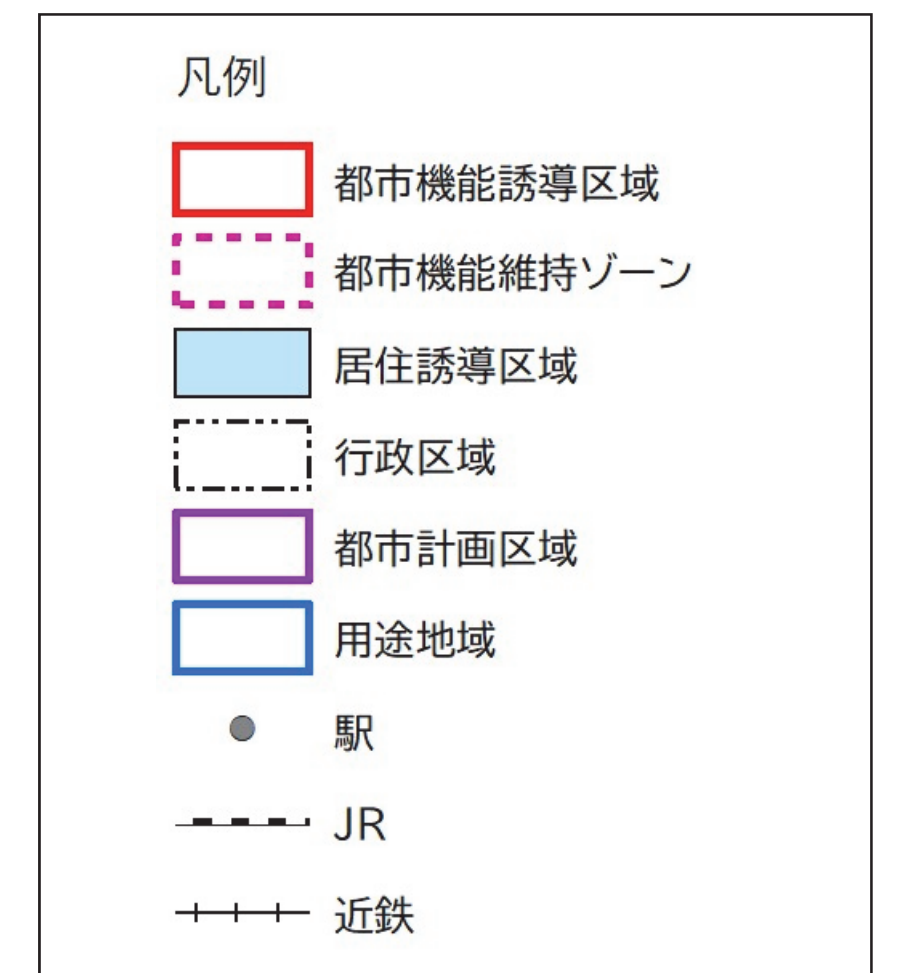 凡例
都市機能誘導区域
都市機能維持ゾーン
居住誘導区域
行政区域
都市計画区域
用途地域
駅
JR
近鉄